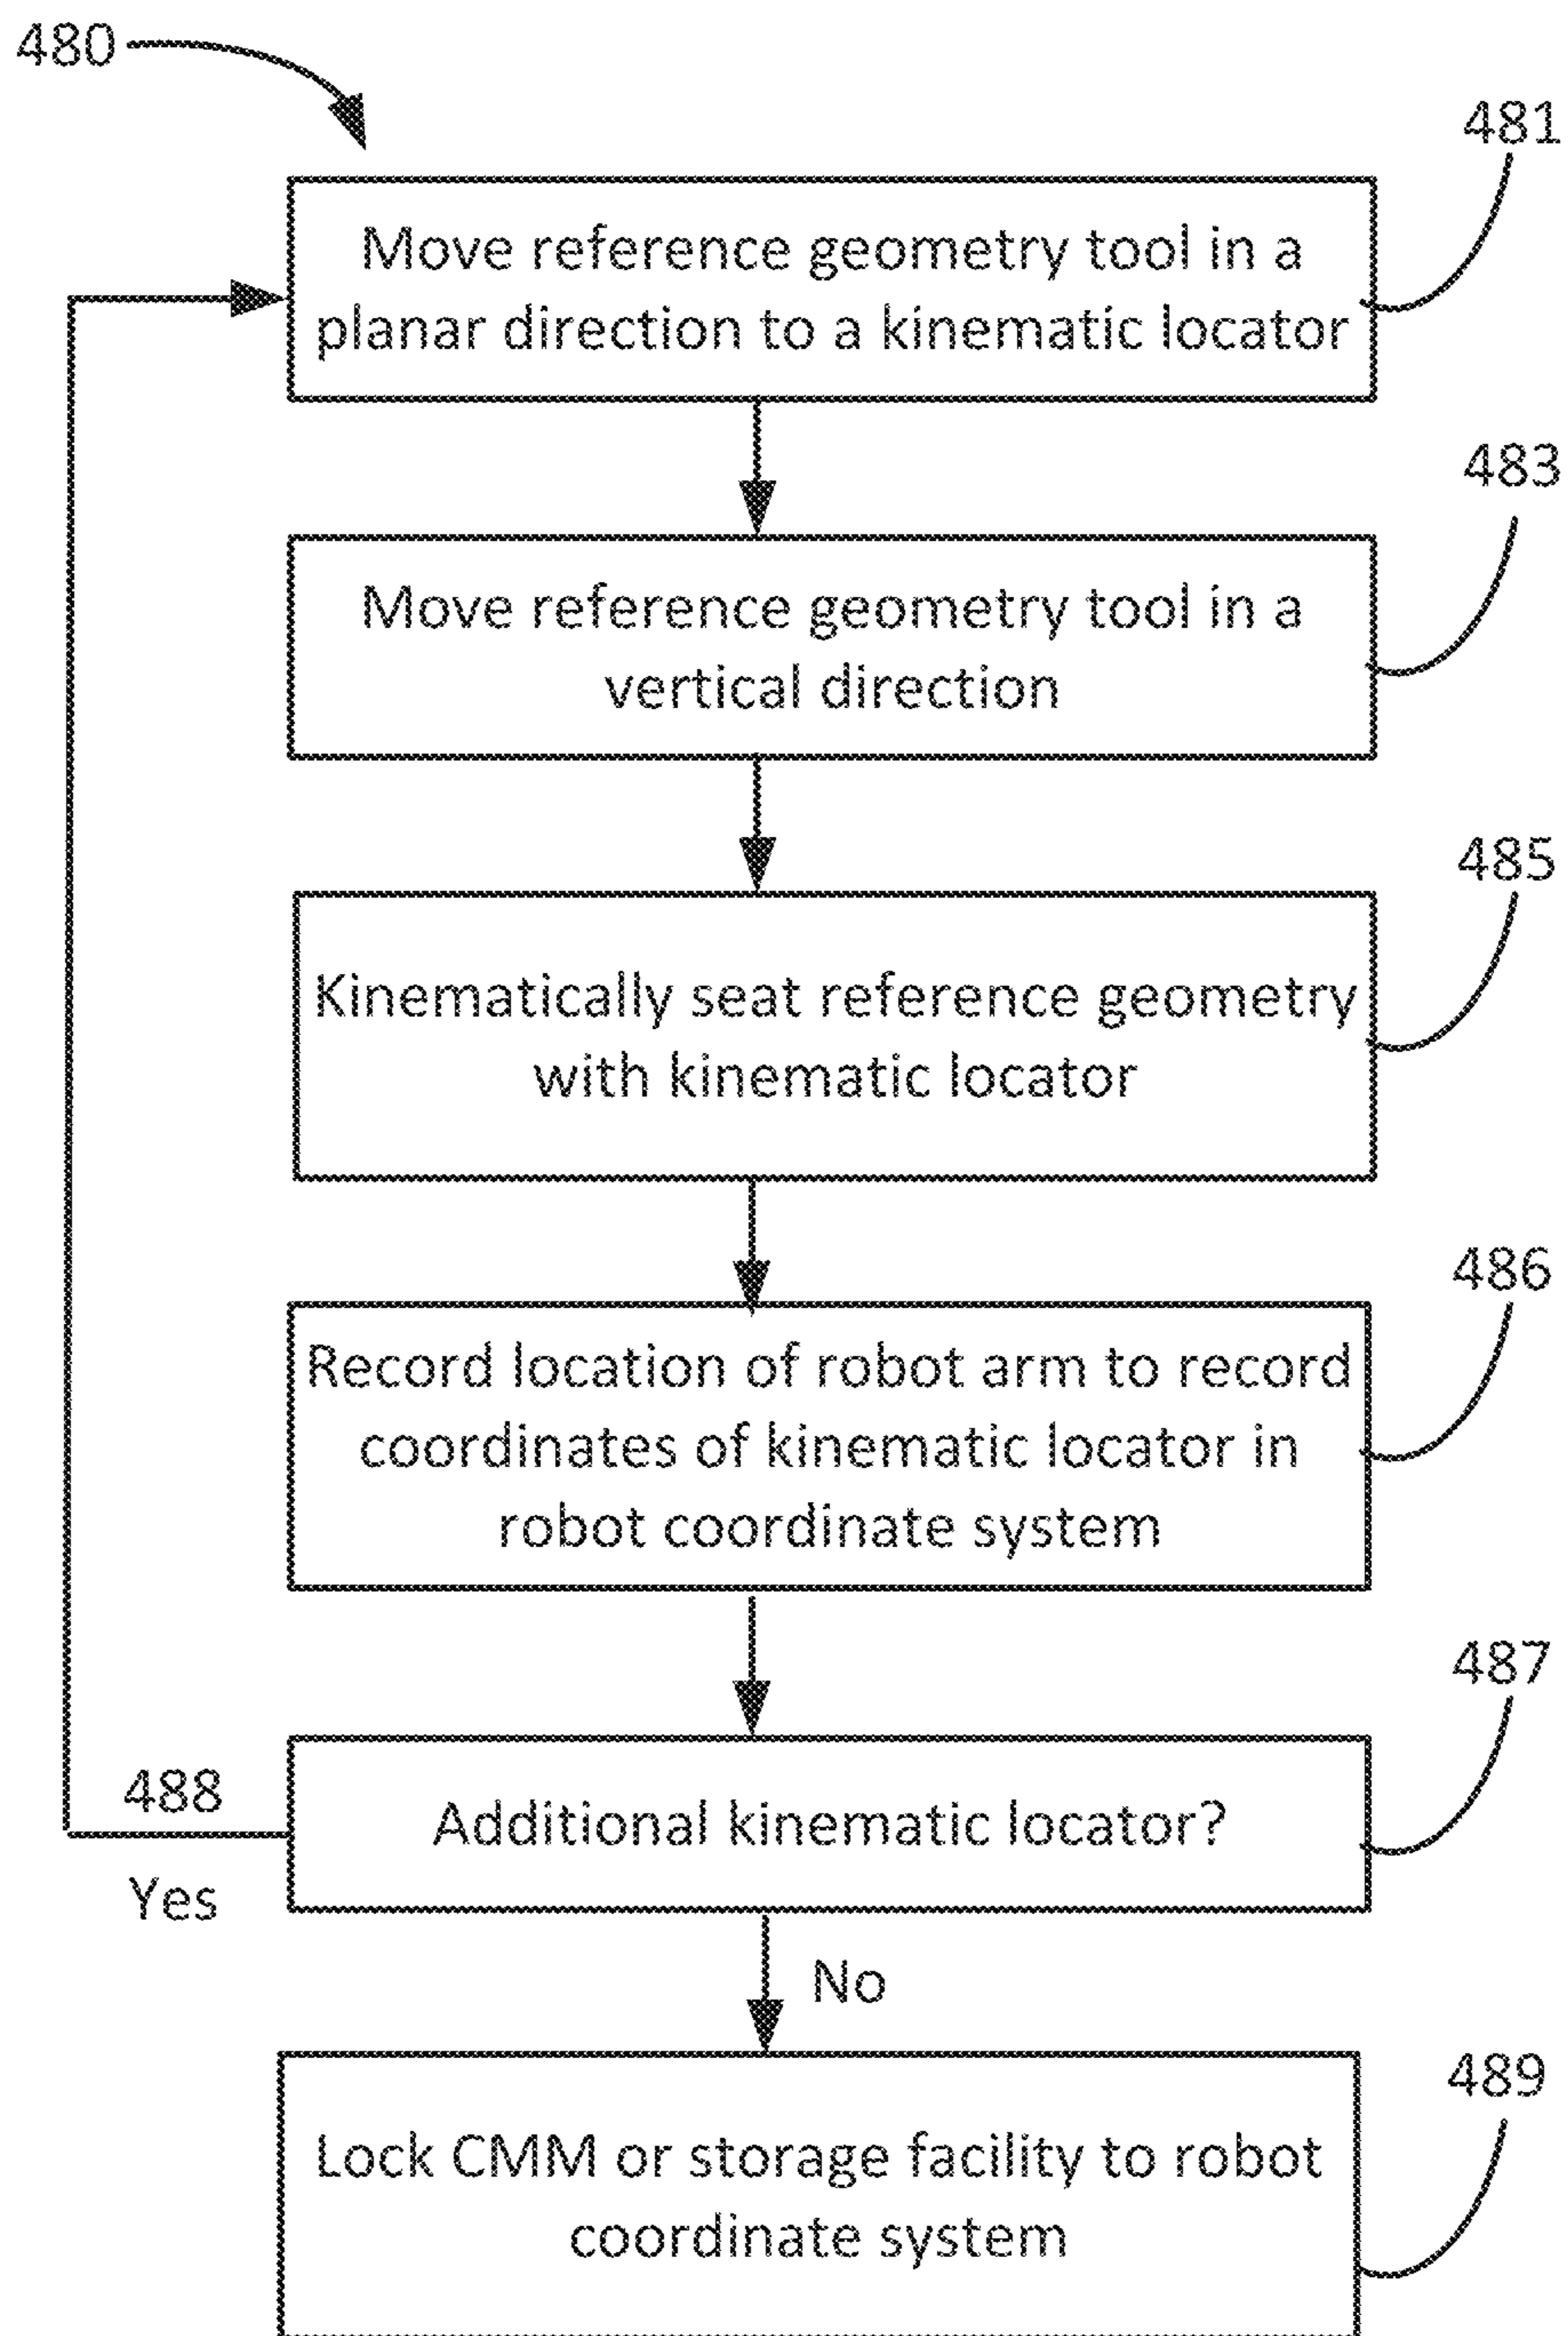 480
481
Move reference geometry tool in a
planar direction to a kinematic locator
483
Move reference geometry tool in a
vertical direction
485
Kinematically seat reference geometry
with kinematic locator
486
Record location of robot arm to record
coordinates of kinematic locator in
robot coordinate system
487
488
Additional kinematic locator?
Yes
No
489
Lock CMM or storage facility to robot
coordinate system